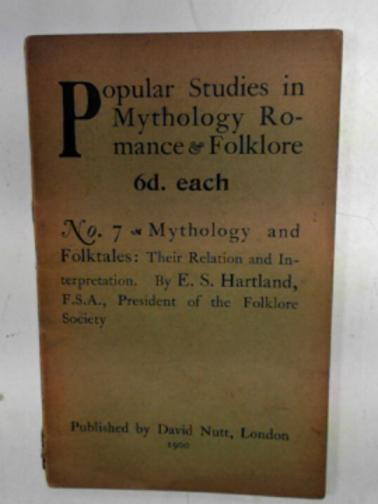 Popular Studies in
Mythology Ro-
mance & Folklore
6d. each
No. 7 Mythology and
Folktales: Their Relation and In-
terpretation. By E. S. Hartland,
F.S.A., President of the Folklore
Society
Published by David Nutt, London
1900